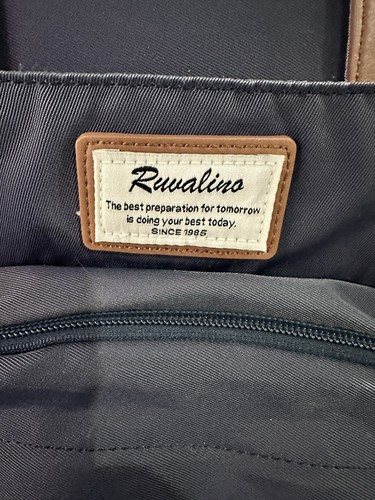 Ruvalino
The best preparation for tomorrow
is doing your best today.
SINCE 1985